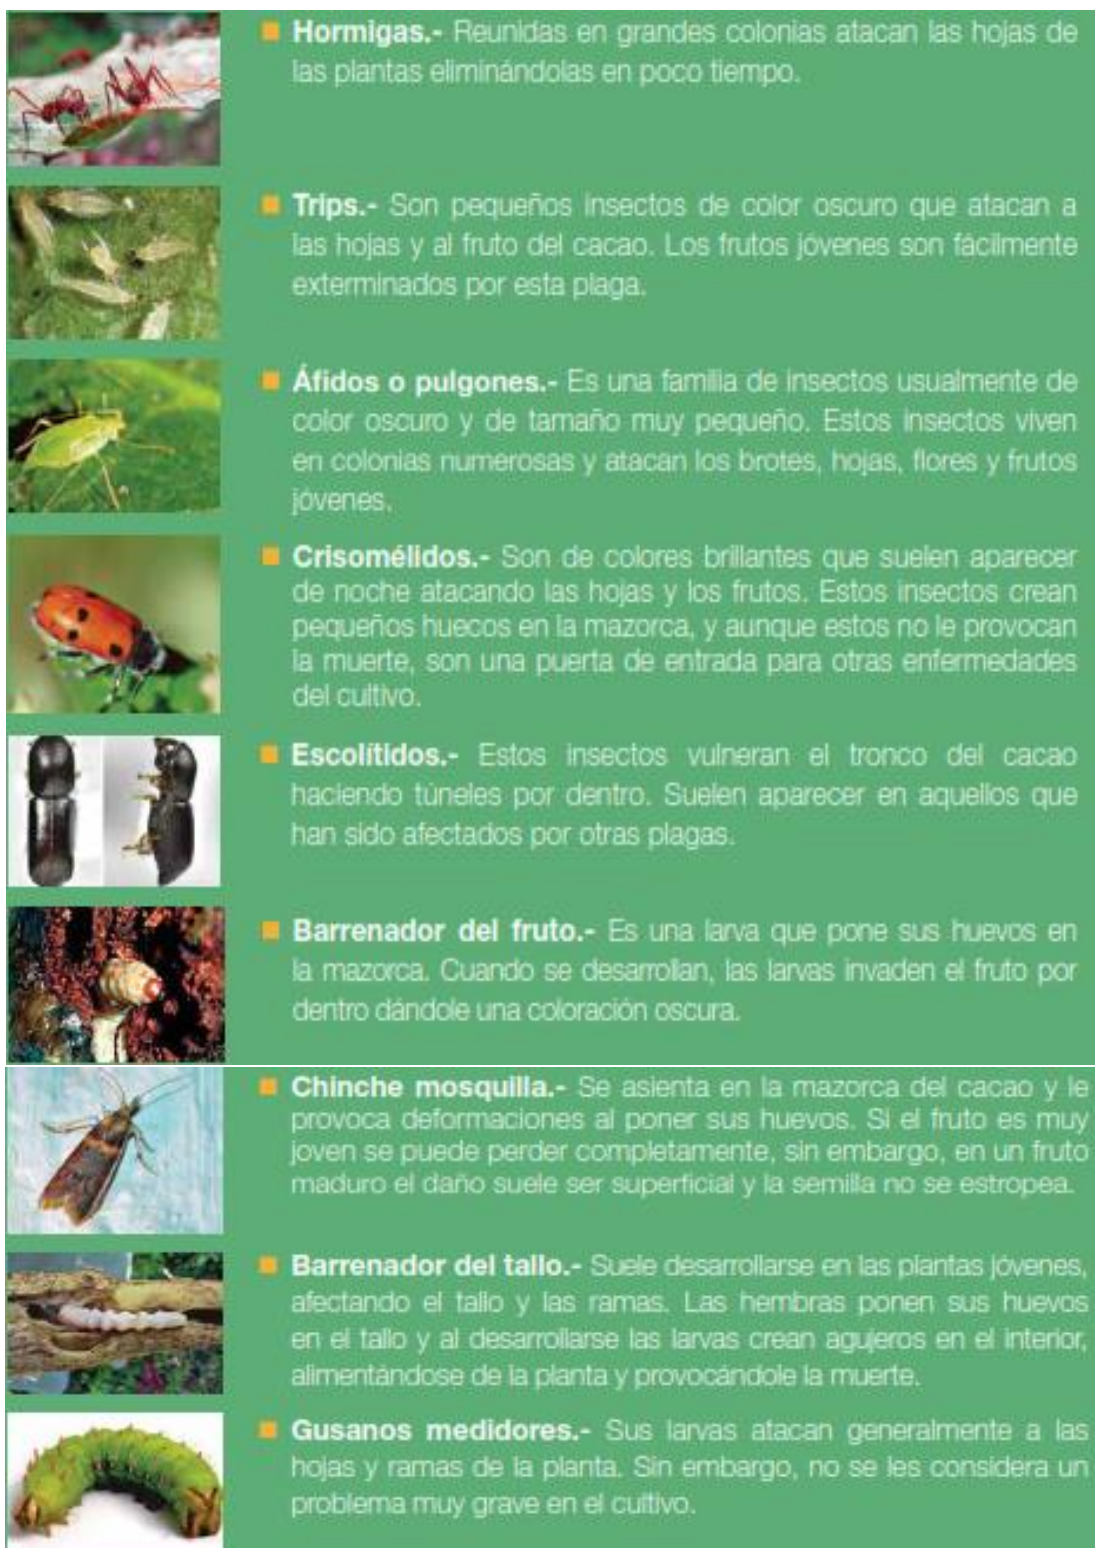 Hormigas.- Reunidas en grandes colonias atacan las hojas de
las plantas eliminándolas en poco tiempo.
Trips.- Son pequeños insectos de color oscuro que atacan a
las hojas y al fruto del cacao. Los frutos jóvenes son fácilmente
exterminados por esta plaga.
Áfidos o pulgones.- Es una familia de insectos usualmente de
color oscuro y de tamaño muy pequeño. Estos insectos viven
en colonias numerosas y atacan los brotes, hojas, flores y frutos
jóvenes.
Crisomélidos.- Son de colores brillantes que suelen aparecer
de noche atacando las hojas y los frutos. Estos insectos crean
pequeños huecos en la mazorca, y aunque estos no le provocan
la muerte, son una puerta de entrada para otras enfermedades
del cultivo.
Escolítidos.- Estos insectos vulneran el tronco del cacao
haciendo túneles por dentro. Suelen aparecer en aquellos que
han sido afectados por otras plagas.
Barrenador del fruto.- Es una larva que pone sus huevos en
la mazorca. Cuando se desarrollan, las larvas invaden el fruto por
dentro dándole una coloración oscura.
Chinche mosquilla.- Se asienta en la mazorca del cacao y le
provoca deformaciones al poner sus huevos. Si el fruto es muy
joven se puede perder completamente, sin embargo, en un fruto
maduro el daño suele ser superficial y la semilla no se estropea.
Barrenador del tallo.- Suele desarrollarse en las plantas jóvenes,
afectando el tallo y las ramas. Las hembras ponen sus huevos
en el tallo y al desarrollarse las larvas crean agujeros en el interior,
alimentándose de la planta y provocándole la muerte.
Gusanos medidores.- Sus larvas atacan generalmente a las
hojas y ramas de la planta. Sin embargo, no se les considera un
problema muy grave en el cultivo.